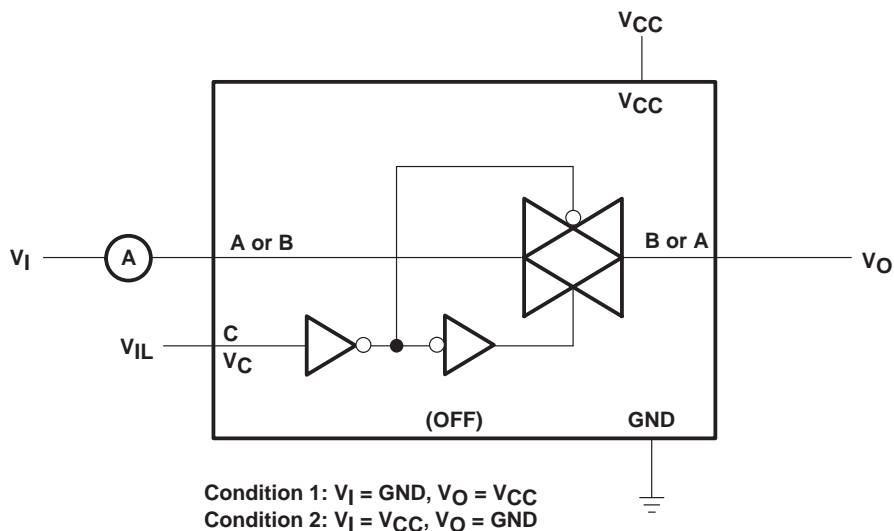 VCC
VCC
VI
A
A or B
B or A
VO
VIL
C
VC
(OFF)
GND
Condition 1: VI = GND, VO = VCC
Condition 2: VI = VCC, VO = GND